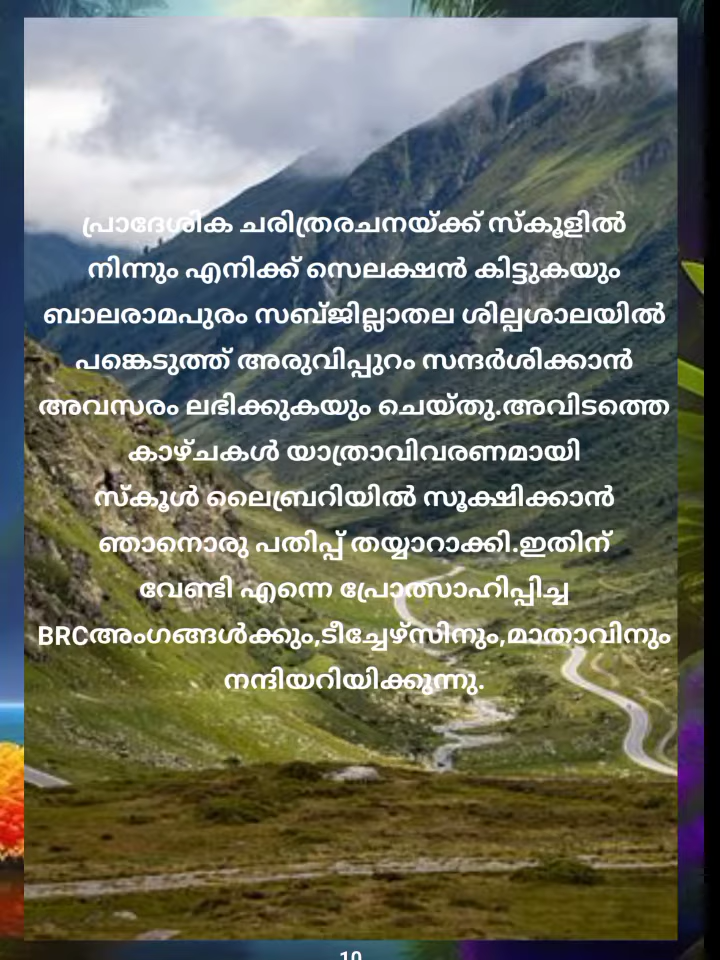 പ്രാദേശിക ചരിത്രരചനയ്ക്ക് സ്കൂളിൽ
നിന്നും എനിക്ക് സെലക്ഷൻ കിട്ടുകയും
ബാലരാമപുരം സബ്ജില്ലാതല ശില്പശാലയിൽ
പങ്കെടുത്ത് അരുവിപ്പുറം സന്ദർശിക്കാൻ
അവസരം ലഭിക്കുകയും ചെയ്തു.അവിടത്തെ
കാഴ്ചകൾ യാത്രാവിവരണമായി
സ്കൂൾ ലൈബ്രറിയിൽ സൂക്ഷിക്കാൻ
ഞാനൊരു പതിപ്പ് തയ്യാറാക്കി.ഇതിന്
വേണ്ടി എന്നെ പ്രോത്സാഹിപ്പിച്ച
BRCഅംഗങ്ങൾക്കും,ടീച്ചേഴ്സിനും,മാതാവിനും
നന്ദിയറിയിക്കുന്നു.
10